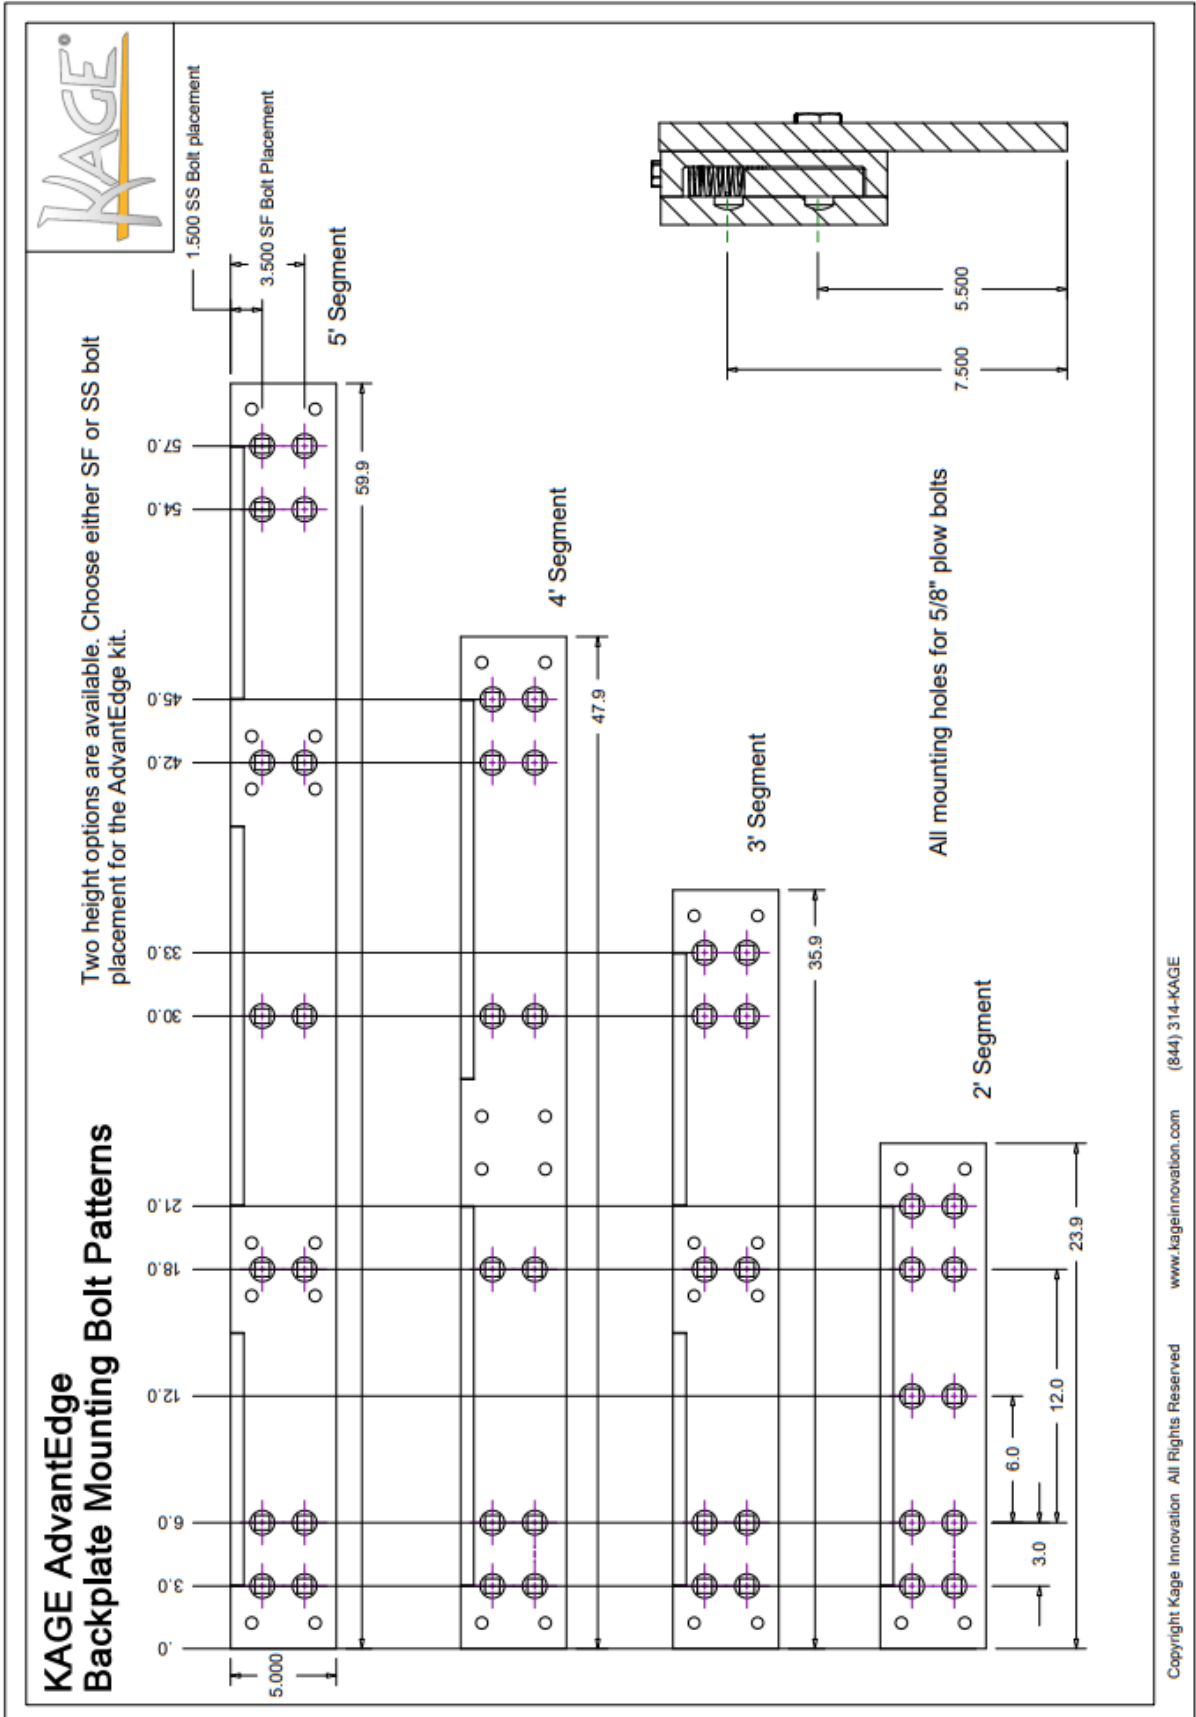 KAGE AdvantEdge
Backplate Mounting Bolt Patterns
Two height options are available. Choose either SF or SS bolt
placement for the AdvantEdge kit.
KAGE®
.0
3.0
6.0
12.0
18.0
21.0
30.0
33.0
42.0
45.0
54.0
57.0
1.500 SS Bolt placement
3.500 SF Bolt Placement
5.000
5' Segment
59.9
4' Segment
47.9
3' Segment
35.9
2' Segment
3.0
6.0
12.0
23.9
All mounting holes for 5/8" plow bolts
7.500
5.500
Copyright Kage Innovation All Rights Reserved www.kageinnovation.com (844) 314-KAGE